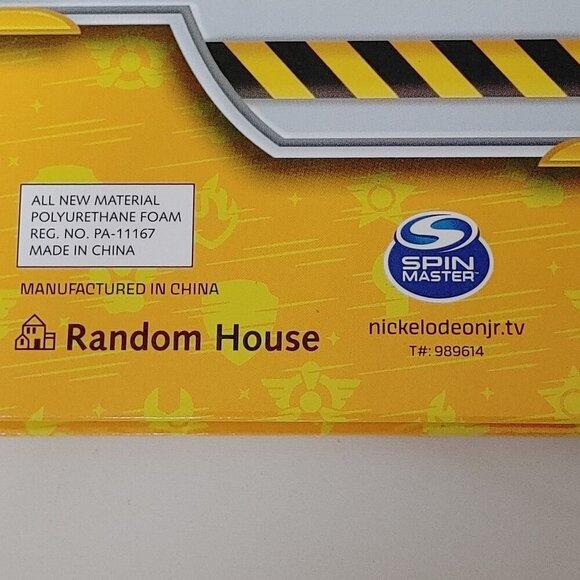 ALL NEW MATERIAL
POLYURETHANE FOAM
REG. NO. PA-11167
MADE IN CHINA
MANUFACTURED IN CHINA
Random House
SPIN
MASTER™
nickelodeonjr.tv
T#: 989614